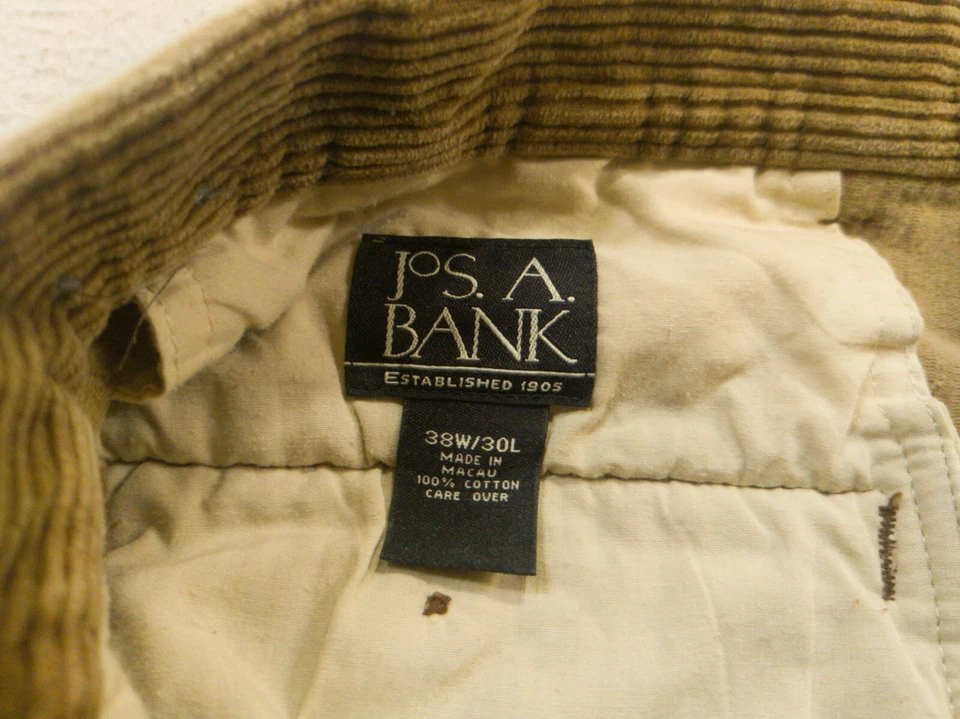 JOS. A.
BANK
ESTABLISHED 1905
38W/30L
MADE IN
MACAU
100% COTTON
CARE OVER